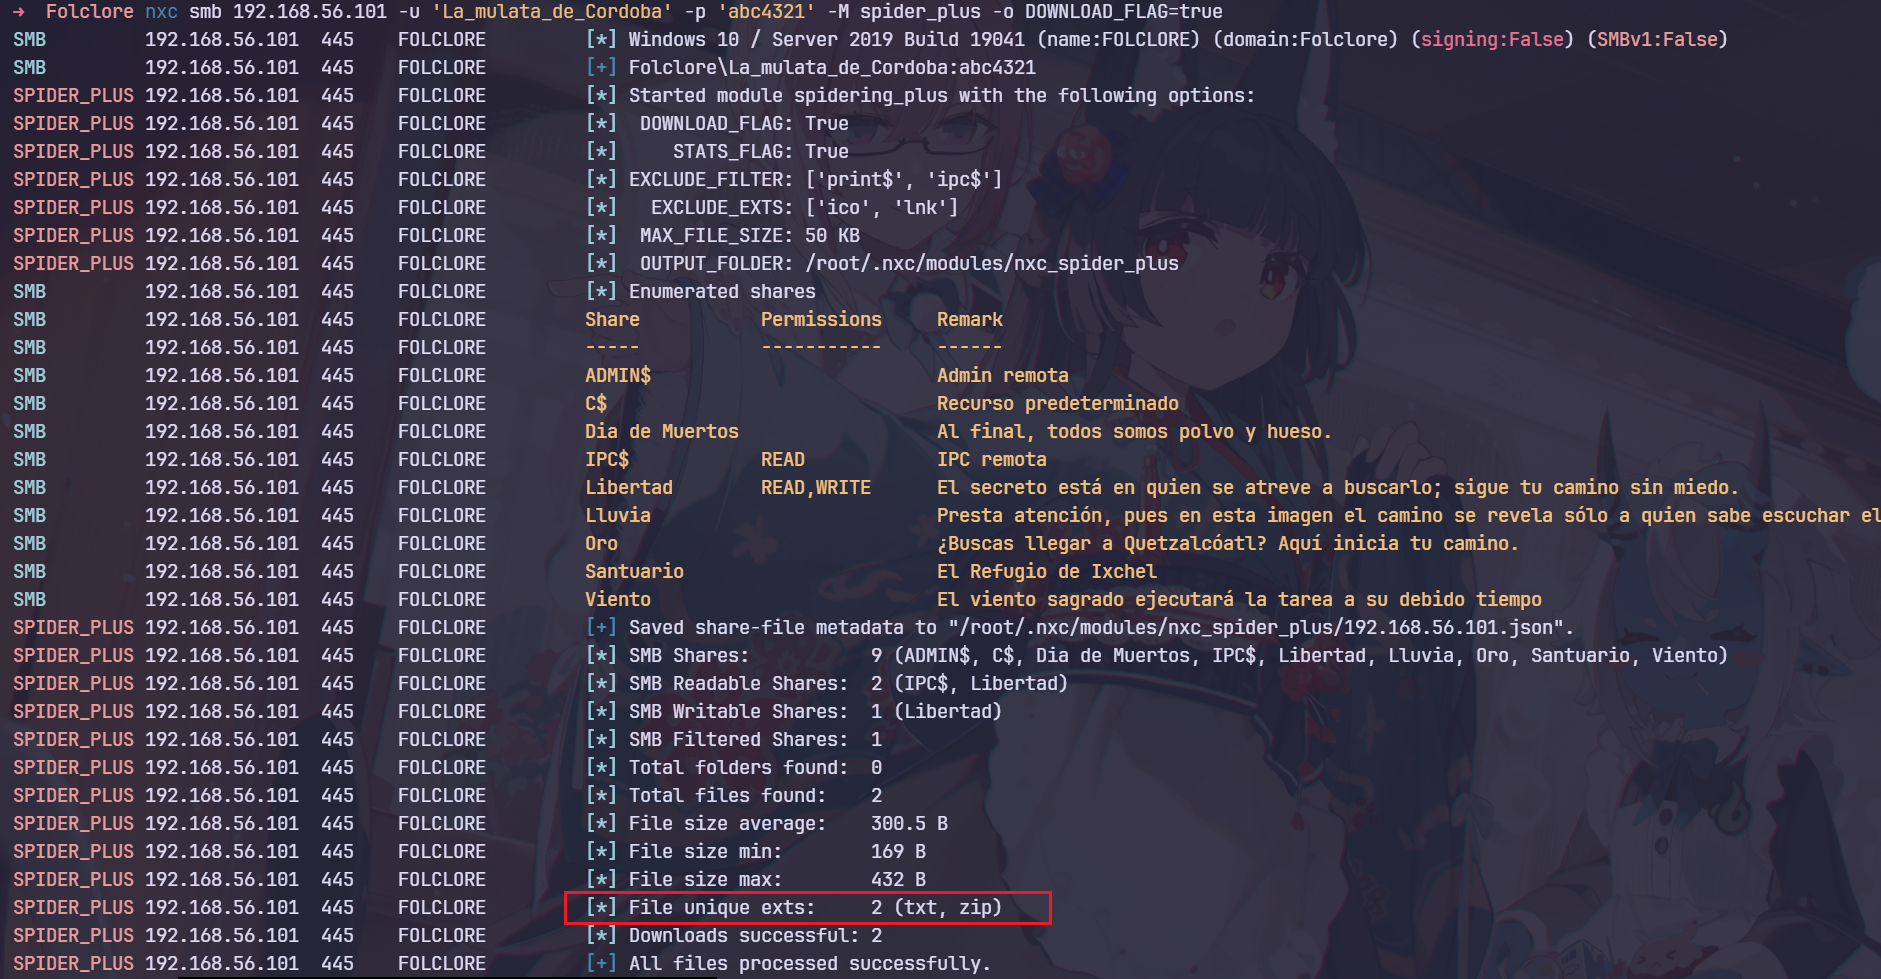 → Folclore nxc smb 192.168.56.101 -u 'La_mulata_de_Cordoba' -p 'abc4321' -M spider_plus -o DOWNLOAD_FLAG=true
SMB 192.168.56.101 445 FOLCLORE [*] Windows 10 / Server 2019 Build 19041 (name:FOLCLORE) (domain:Folclore) (signing:False) (SMBv1:False)
SMB 192.168.56.101 445 FOLCLORE [+] Folclore\La_mulata_de_Cordoba:abc4321
SPIDER_PLUS 192.168.56.101 445 FOLCLORE [*] Started module spidering_plus with the following options:
SPIDER_PLUS 192.168.56.101 445 FOLCLORE [*] DOWNLOAD_FLAG: True
SPIDER_PLUS 192.168.56.101 445 FOLCLORE [*] STATS_FLAG: True
SPIDER_PLUS 192.168.56.101 445 FOLCLORE [*] EXCLUDE_FILTER: ['print$', 'ipc$']
SPIDER_PLUS 192.168.56.101 445 FOLCLORE [*] EXCLUDE_EXTS: ['ico', 'lnk']
SPIDER_PLUS 192.168.56.101 445 FOLCLORE [*] MAX_FILE_SIZE: 50 KB
SPIDER_PLUS 192.168.56.101 445 FOLCLORE [*] OUTPUT_FOLDER: /root/.nxc/modules/nxc_spider_plus
SMB 192.168.56.101 445 FOLCLORE [*] Enumerated shares
SMB 192.168.56.101 445 FOLCLORE Share Permissions Remark
SMB 192.168.56.101 445 FOLCLORE ----- ----------- ------
SMB 192.168.56.101 445 FOLCLORE ADMIN$ Admin remota
SMB 192.168.56.101 445 FOLCLORE C$ Recurso predeterminado
SMB 192.168.56.101 445 FOLCLORE Dia de Muertos Al final, todos somos polvo y hueso.
SMB 192.168.56.101 445 FOLCLORE IPC$ READ IPC remota
SMB 192.168.56.101 445 FOLCLORE Libertad READ,WRITE El secreto está en quien se atreve a buscarlo; sigue tu camino sin miedo.
SMB 192.168.56.101 445 FOLCLORE Lluvia Presta atención, pues en esta imagen el camino se revela sólo a quien sabe escuchar el
SMB 192.168.56.101 445 FOLCLORE Oro ¿Buscas llegar a Quetzalcóatl? Aquí inicia tu camino.
SMB 192.168.56.101 445 FOLCLORE Santuario El Refugio de Ixchel
SMB 192.168.56.101 445 FOLCLORE Viento El viento sagrado ejecutará la tarea a su debido tiempo
SPIDER_PLUS 192.168.56.101 445 FOLCLORE [+] Saved share-file metadata to "/root/.nxc/modules/nxc_spider_plus/192.168.56.101.json".
SPIDER_PLUS 192.168.56.101 445 FOLCLORE [*] SMB Shares: 9 (ADMIN$, C$, Dia de Muertos, IPC$, Libertad, Lluvia, Oro, Santuario, Viento)
SPIDER_PLUS 192.168.56.101 445 FOLCLORE [*] SMB Readable Shares: 2 (IPC$, Libertad)
SPIDER_PLUS 192.168.56.101 445 FOLCLORE [*] SMB Writable Shares: 1 (Libertad)
SPIDER_PLUS 192.168.56.101 445 FOLCLORE [*] SMB Filtered Shares: 1
SPIDER_PLUS 192.168.56.101 445 FOLCLORE [*] Total folders found: 0
SPIDER_PLUS 192.168.56.101 445 FOLCLORE [*] Total files found: 2
SPIDER_PLUS 192.168.56.101 445 FOLCLORE [*] File size average: 300.5 B
SPIDER_PLUS 192.168.56.101 445 FOLCLORE [*] File size min: 169 B
SPIDER_PLUS 192.168.56.101 445 FOLCLORE [*] File size max: 432 B
SPIDER_PLUS 192.168.56.101 445 FOLCLORE [*] File unique exts: 2 (txt, zip)
SPIDER_PLUS 192.168.56.101 445 FOLCLORE [*] Downloads successful: 2
SPIDER_PLUS 192.168.56.101 445 FOLCLORE [+] All files processed successfully.